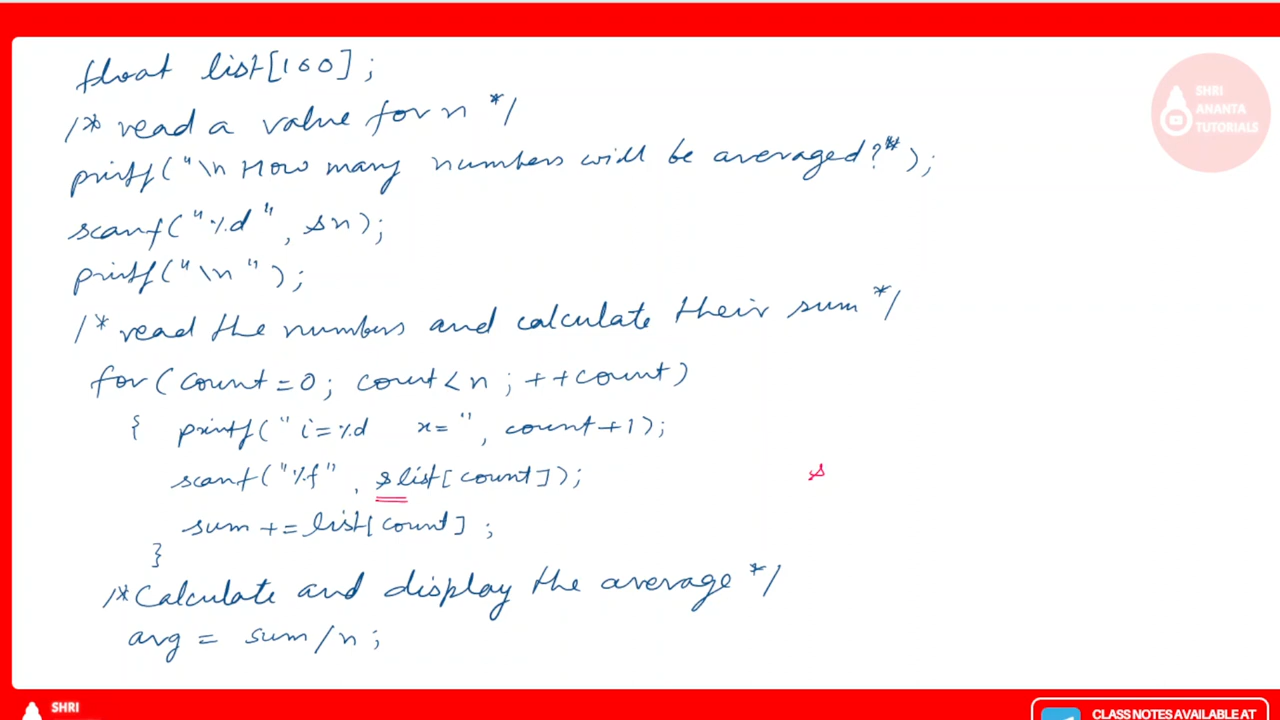 float list[100];
/* read a value for n */
printf("\n How many numbers will be averaged?");
scanf("%d", &n);
printf("\n");
/* read the numbers and calculate their sum */
for (count=0; count<n; ++count)
{ printf("i=%d x=", count+1);
scanf("%f", &list[count]);
&
sum += list[count];
}
/*Calculate and display the average */
avg = sum/n;
SHRI
ANANTA
TUTORIALS
SHRI
CLASS NOTES AVAILABLE AT